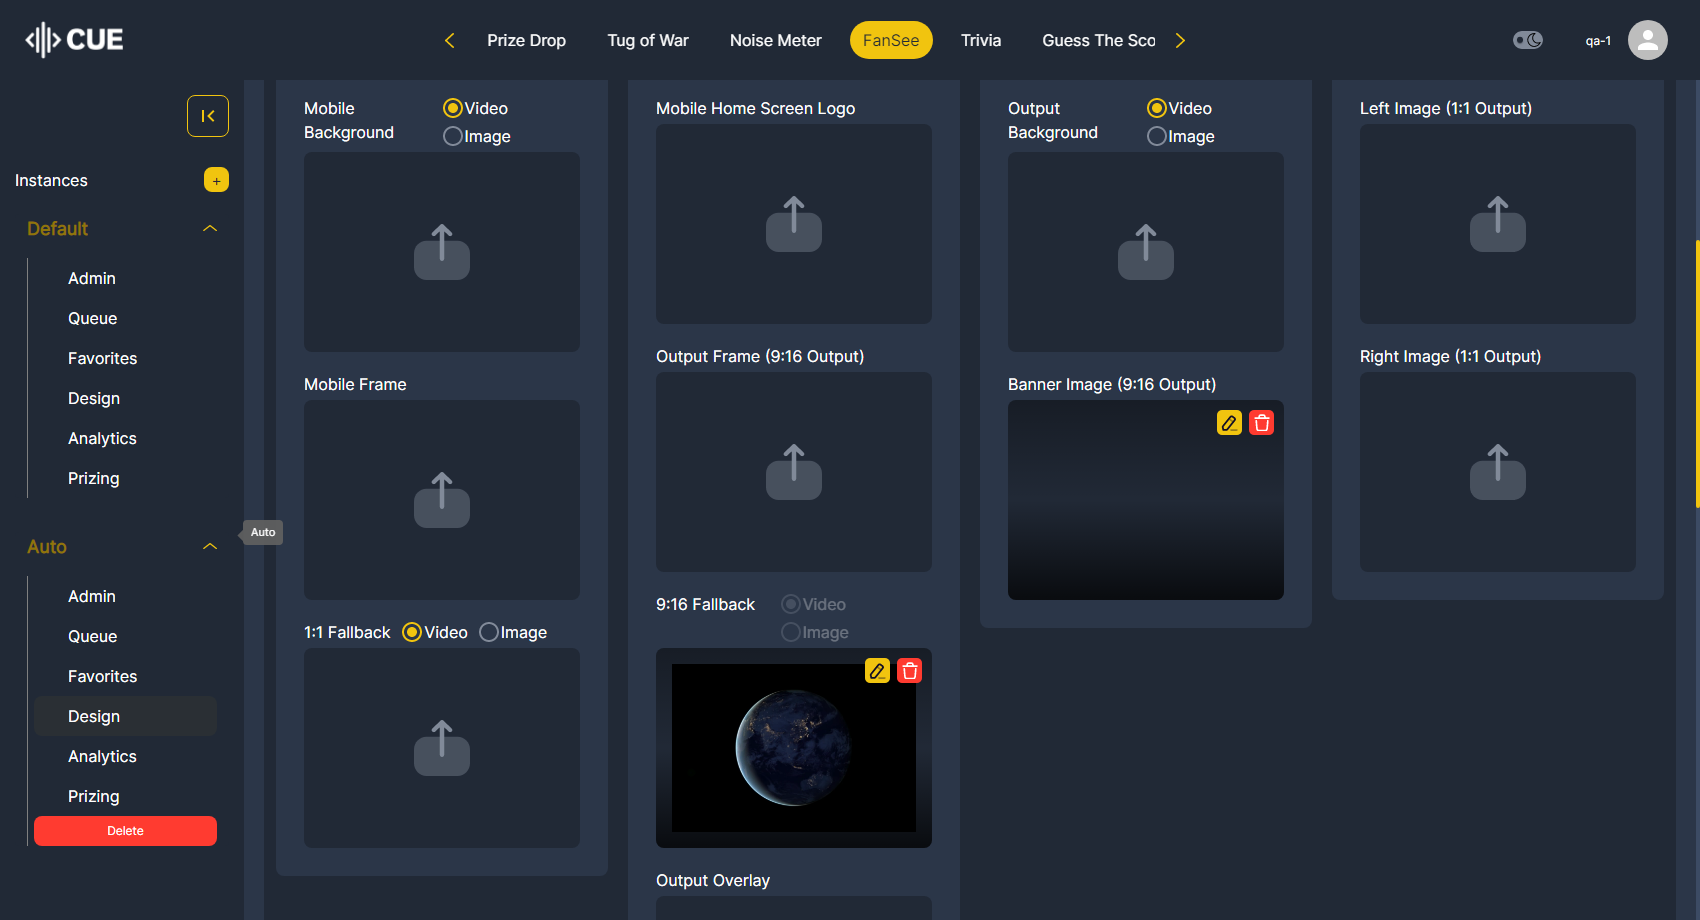 CUE
Prize Drop
Tug of War
Noise Meter
FanSee
Trivia
Guess The Sco
qa-1
Instances
+
Default
Admin
Queue
Favorites
Design
Analytics
Prizing
Auto
Auto
Admin
Queue
Favorites
Design
Analytics
Prizing
Delete
Mobile
Background
Video
Image
Mobile Frame
1:1 Fallback
Video
Image
Mobile Home Screen Logo
Output Frame (9:16 Output)
9:16 Fallback
Video
Image
Output Overlay
Output
Background
Video
Image
Banner Image (9:16 Output)
Left Image (1:1 Output)
Right Image (1:1 Output)